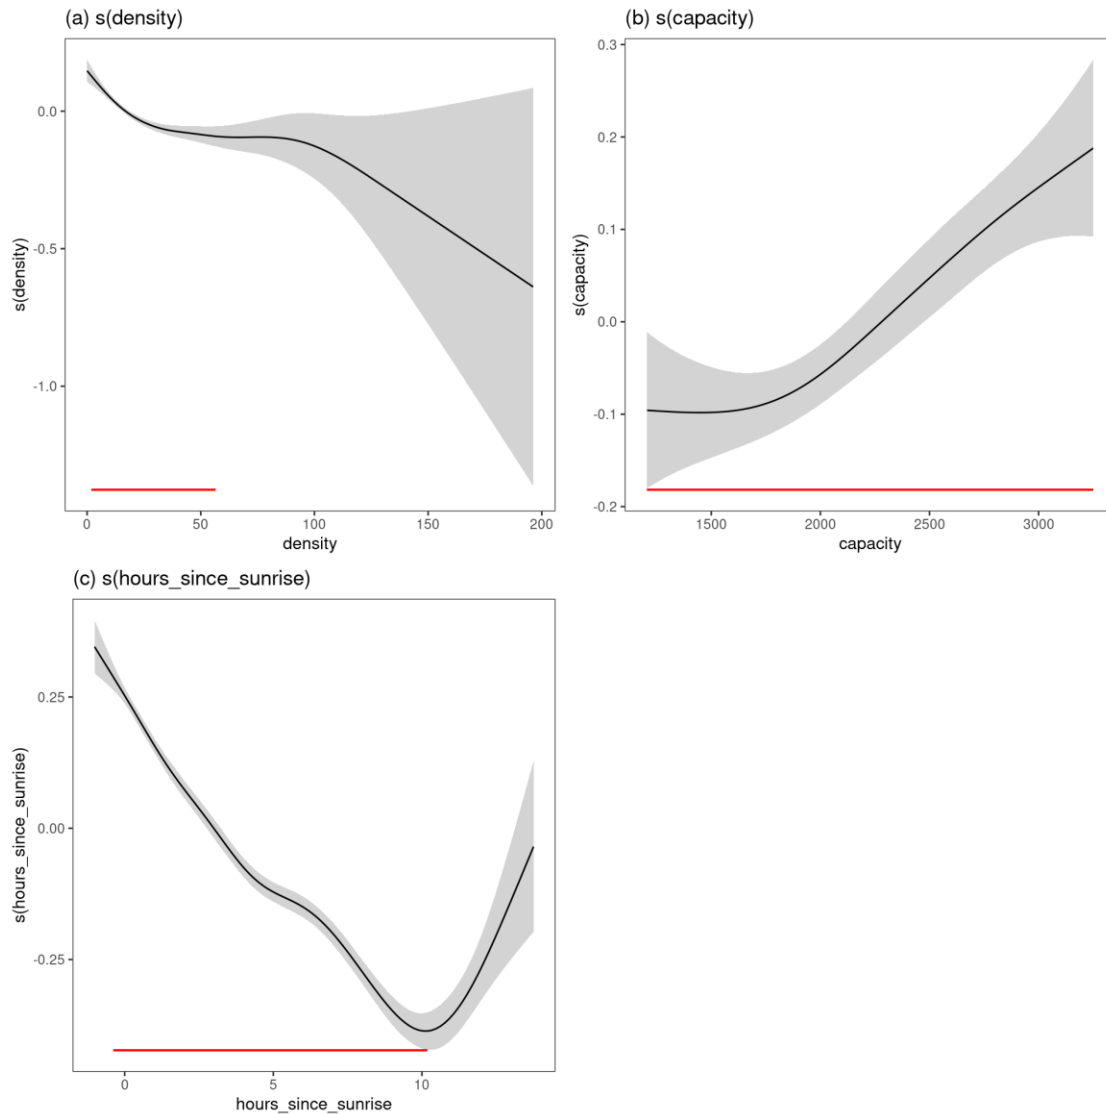 (a) s(density)
s(density)
0.0
-0.5
-1.0
0
50
100
150
200
density
(b) s(capacity)
s(capacity)
0.3
0.2
0.1
0.0
-0.1
-0.2
1500
2000
2500
3000
capacity
(c) s(hours_since_sunrise)
s(hours_since_sunrise)
0.25
0.00
-0.25
0
5
10
hours_since_sunrise